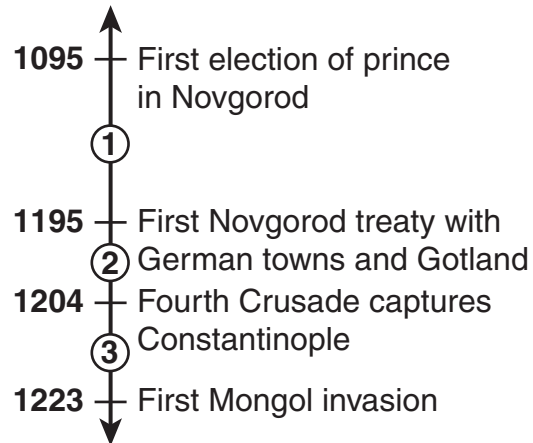 1095 First election of prince
in Novgorod
1
1195 First Novgorod treaty with
2 German towns and Gotland
1204 Fourth Crusade captures
3 Constantinople
1223 First Mongol invasion